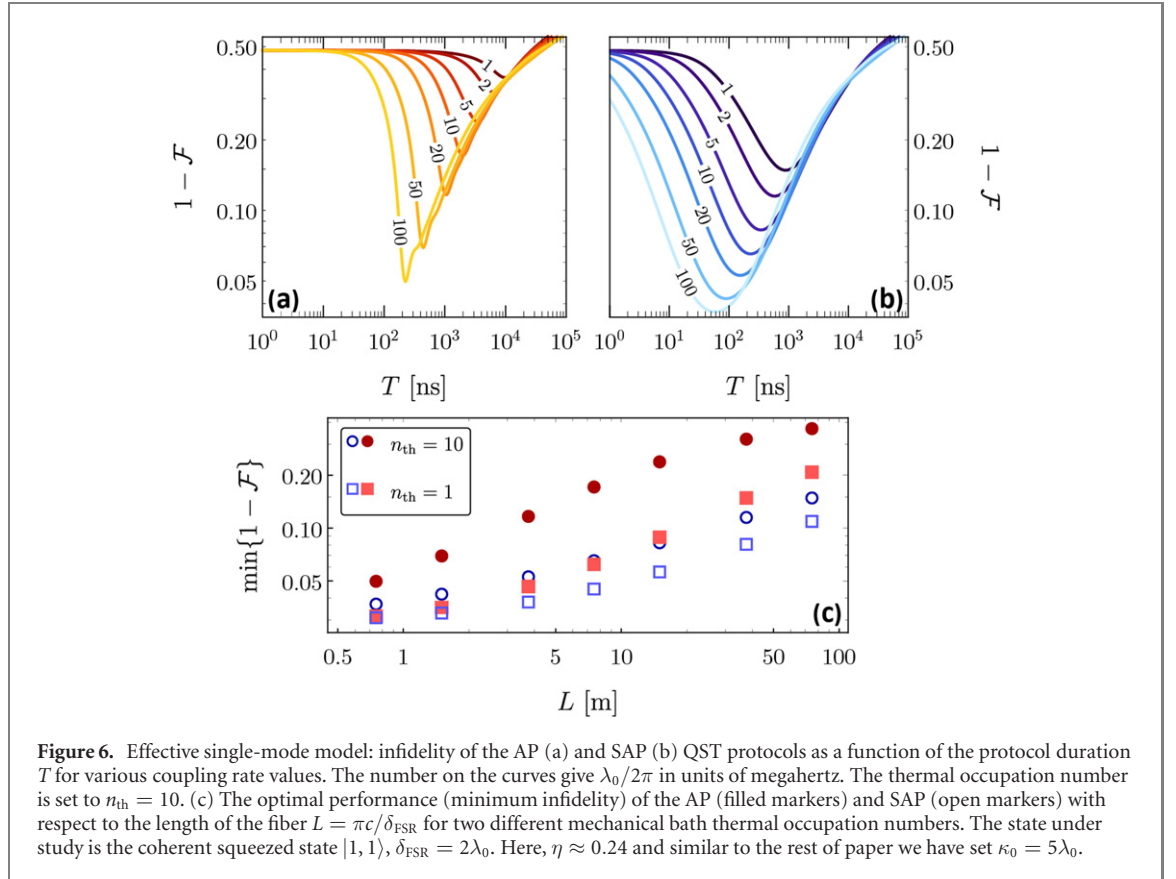 0.50
0.20
0.10
0.05
1 − F
1
2
5
10
20
50
100
(a)
10⁰ 10¹ 10² 10³ 10⁴ 10⁵
T [ns]
1
2
5
10
20
50
100
(b)
0.50
0.20
0.10
0.05
1 − F
10⁰ 10¹ 10² 10³ 10⁴ 10⁵
T [ns]
min{1 − F}
0.20
0.10
0.05
nth = 10
nth = 1
(c)
0.5 1 5 10 50 100
L [m]
Figure 6. Effective single-mode model: infidelity of the AP (a) and SAP (b) QST protocols as a function of the protocol duration
T for various coupling rate values. The number on the curves give λ₀/2π in units of megahertz. The thermal occupation number
is set to nth = 10. (c) The optimal performance (minimum infidelity) of the AP (filled markers) and SAP (open markers) with
respect to the length of the fiber L = πc/δFSR for two different mechanical bath thermal occupation numbers. The state under
study is the coherent squeezed state |1, 1⟩, δFSR = 2λ₀. Here, η ≈ 0.24 and similar to the rest of paper we have set κ₀ = 5λ₀.